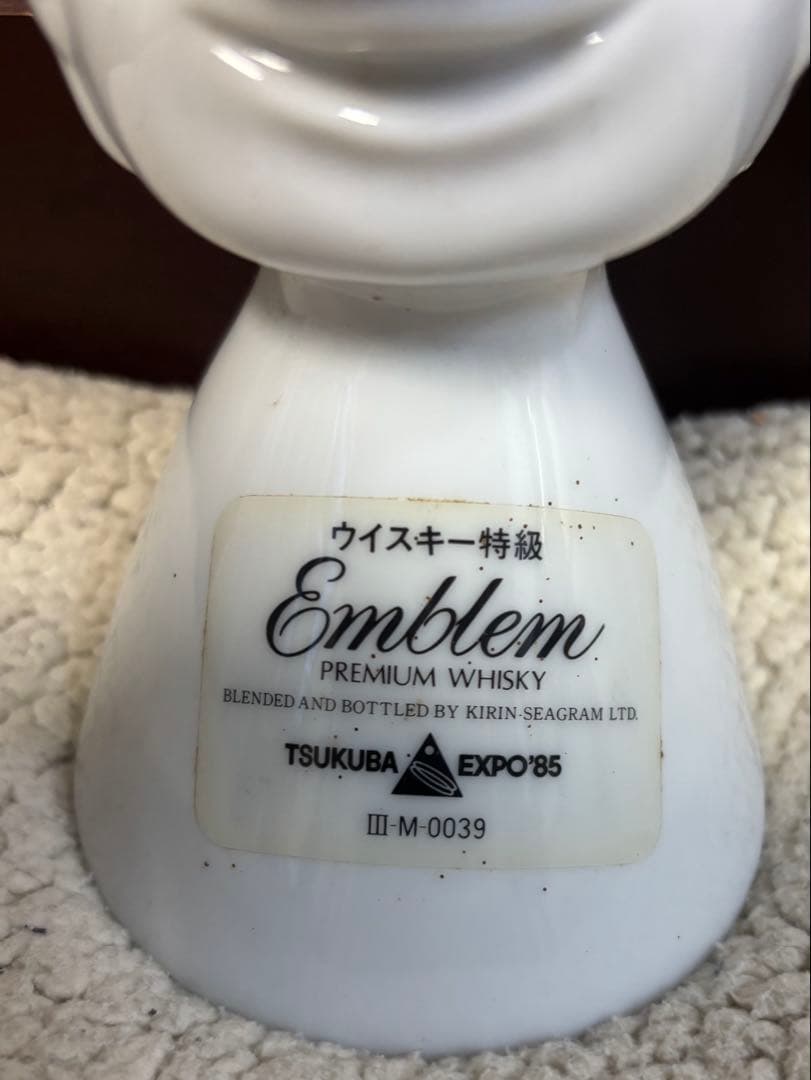 ウイスキー特級
Emblem
PREMIUM WHISKY
BLENDED AND BOTTLED BY KIRIN-SEAGRAM LTD.
TSUKUBA EXPO'85
Ⅲ-M-0039